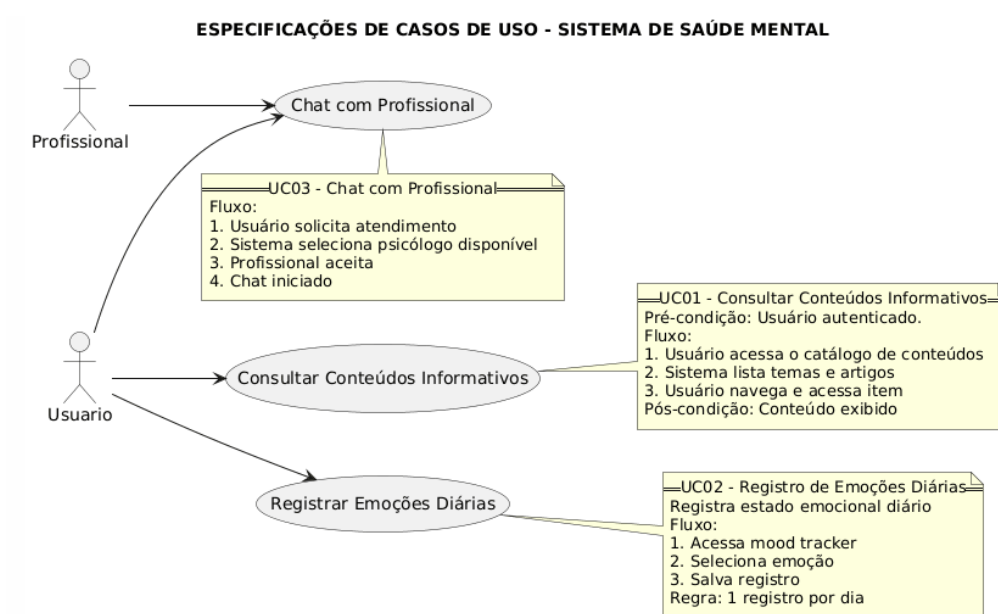 ESPECIFICAÇÕES DE CASOS DE USO - SISTEMA DE SAÚDE MENTAL
Profissional
Chat com Profissional
UC03 - Chat com Profissional
Fluxo:
1. Usuário solicita atendimento
2. Sistema seleciona psicólogo disponível
3. Profissional aceita
4. Chat iniciado
Usuario
Consultar Conteúdos Informativos
UC01 - Consultar Conteúdos Informativos
Pré-condição: Usuário autenticado.
Fluxo:
1. Usuário acessa o catálogo de conteúdos
2. Sistema lista temas e artigos
3. Usuário navega e acessa item
Pós-condição: Conteúdo exibido
Registrar Emoções Diárias
UC02 - Registro de Emoções Diárias
Registra estado emocional diário
Fluxo:
1. Acessa mood tracker
2. Seleciona emoção
3. Salva registro
Regra: 1 registro por dia